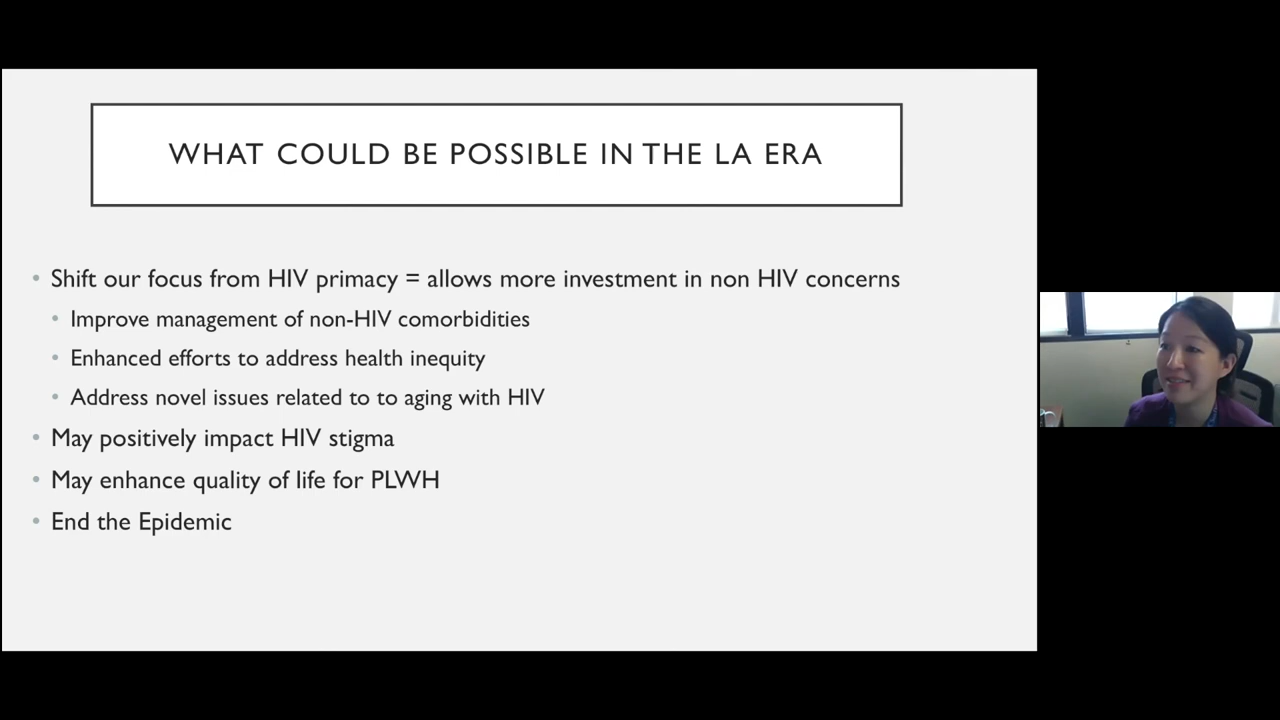 WHAT COULD BE POSSIBLE IN THE LA ERA
• Shift our focus from HIV primacy = allows more investment in non HIV concerns
• Improve management of non-HIV comorbidities
• Enhanced efforts to address health inequity
• Address novel issues related to to aging with HIV
• May positively impact HIV stigma
• May enhance quality of life for PLWH
• End the Epidemic